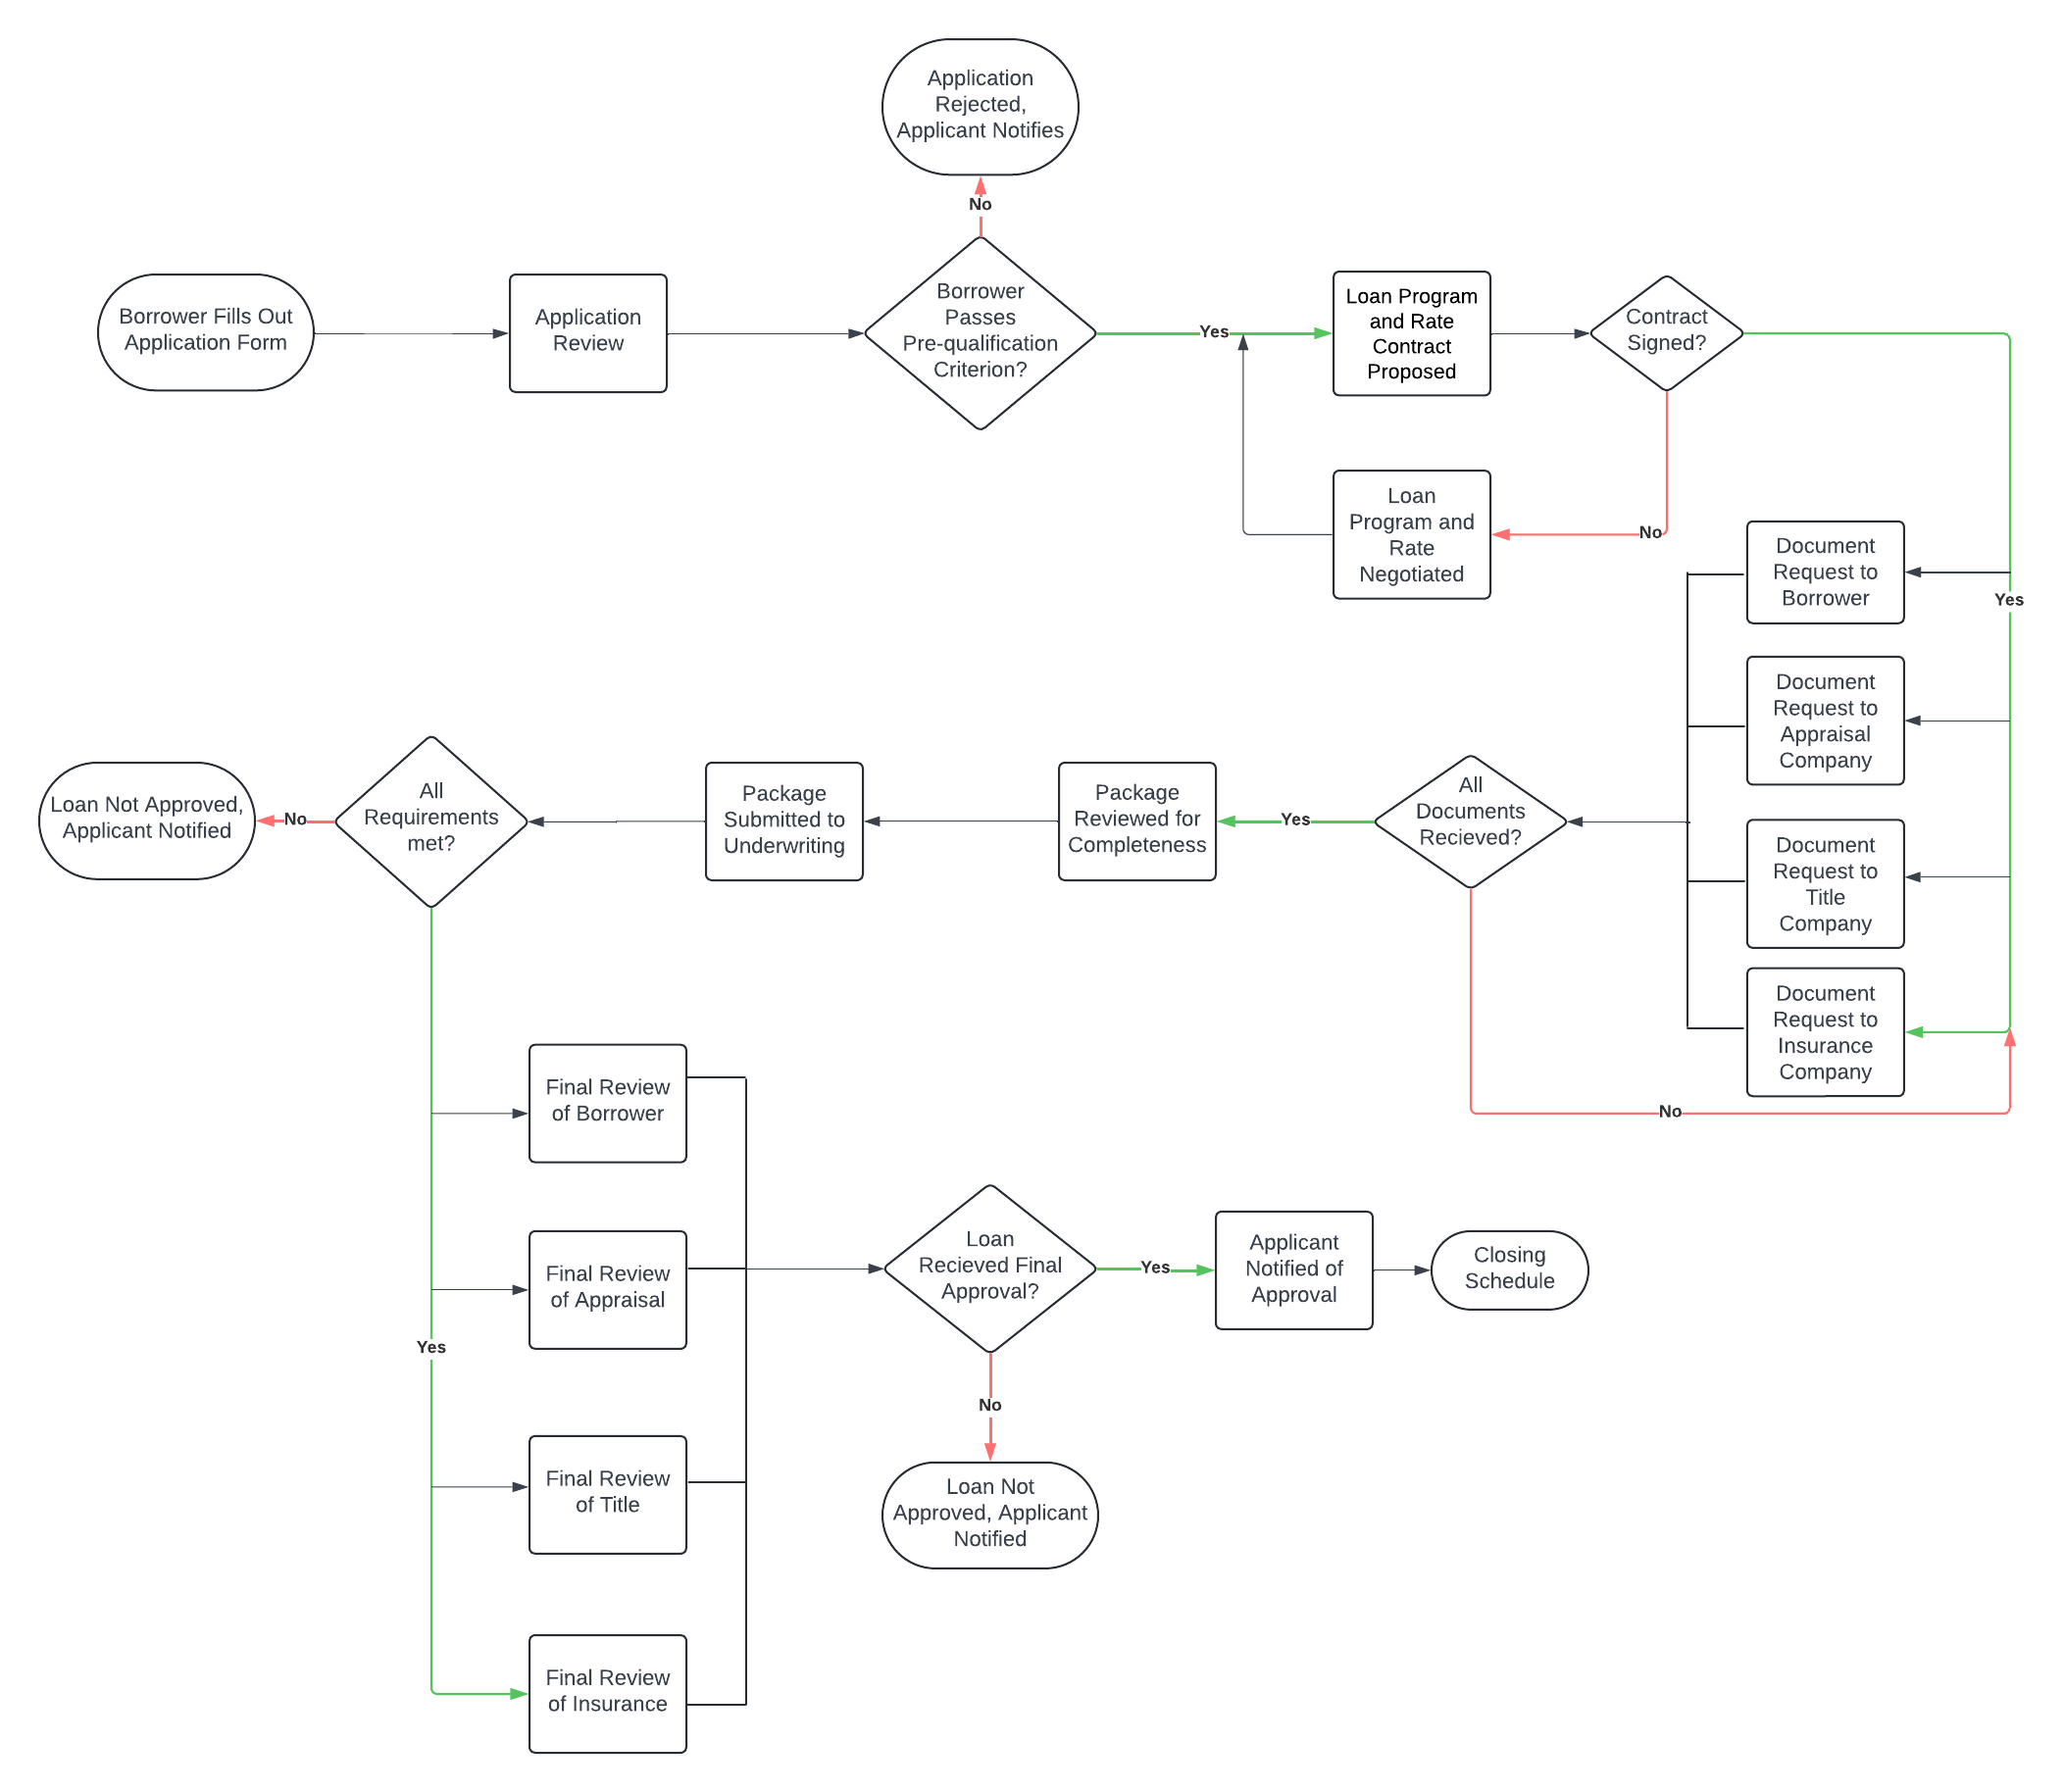 Application
Rejected,
Applicant Notifies
No
Borrower Fills Out
Application Form
Application
Review
Borrower
Passes
Pre-qualification
Criterion?
Yes
Loan Program
and Rate
Contract
Proposed
Contract
Signed?
No
Loan
Program and
Rate
Negotiated
Yes
Document
Request to
Borrower
Document
Request to
Appraisal
Company
Document
Request to
Title
Company
Document
Request to
Insurance
Company
All
Documents
Recieved?
No
Yes
Package
Reviewed for
Completeness
Package
Submitted to
Underwriting
All
Requirements
met?
No
Loan Not Approved,
Applicant Notified
Yes
Final Review
of Borrower
Final Review
of Appraisal
Final Review
of Title
Final Review
of Insurance
Loan
Recieved Final
Approval?
Yes
Applicant
Notified of
Approval
Closing
Schedule
No
Loan Not
Approved, Applicant
Notified